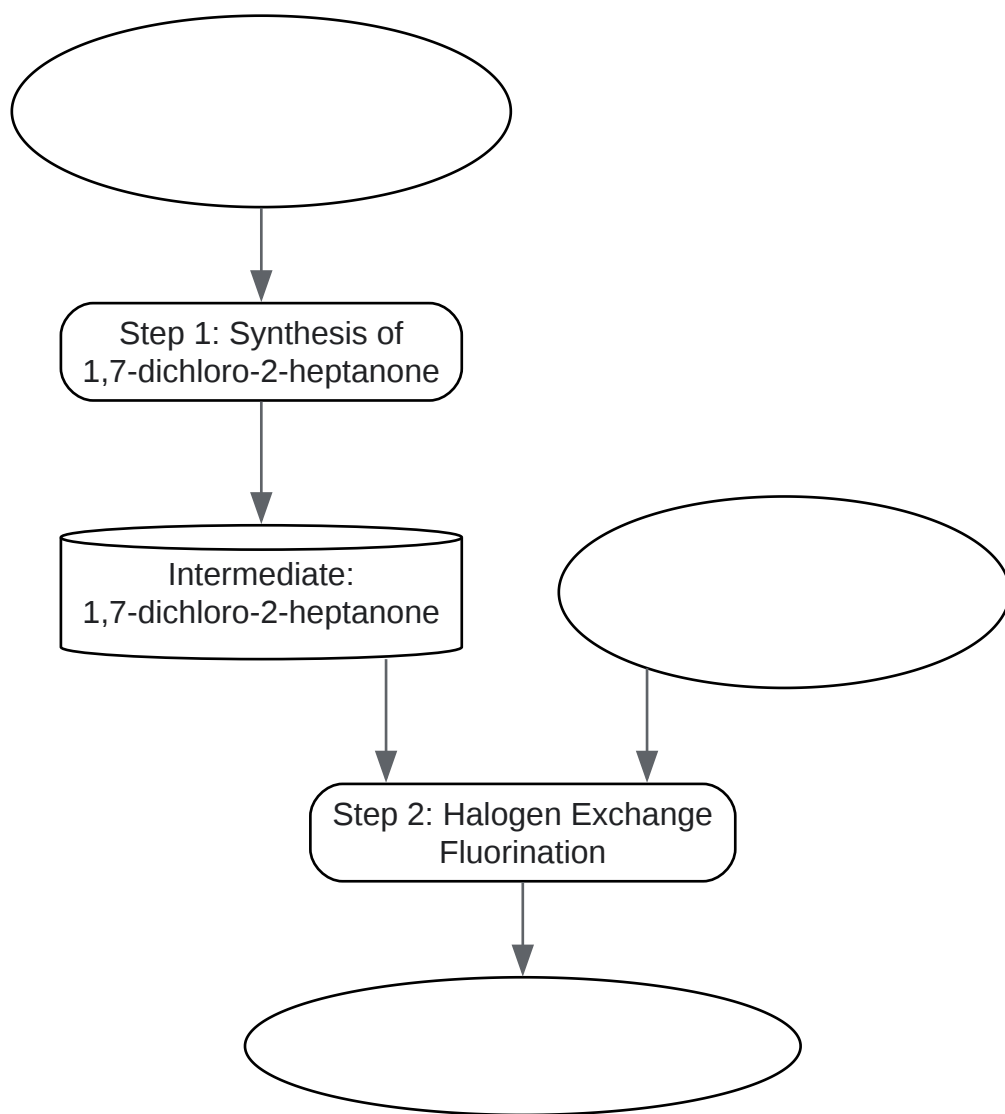 Step 1: Synthesis of
1,7-dichloro-2-heptanone
Intermediate:
1,7-dichloro-2-heptanone
Step 2: Halogen Exchange
Fluorination